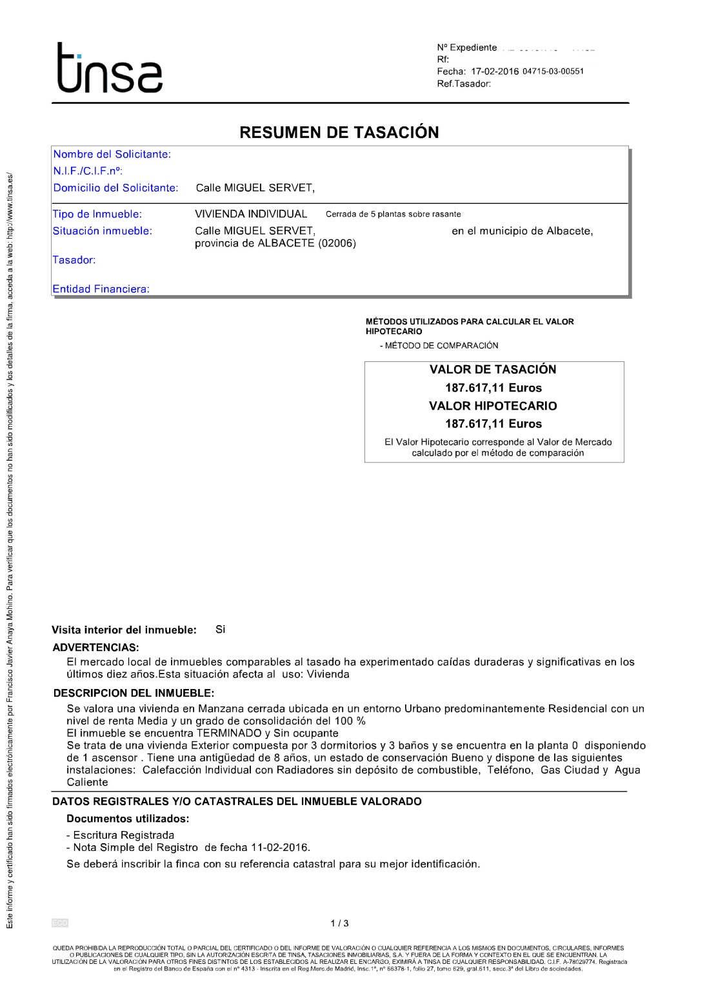 tinsa
Nº Expediente
Rf:
Fecha: 17-02-2016 04715-03-00551
Ref.Tasador:
RESUMEN DE TASACIÓN
Nombre del Solicitante:
N.I.F./C.I.F.nº:
Domicilio del Solicitante: Calle MIGUEL SERVET,
Tipo de Inmueble: VIVIENDA INDIVIDUAL Cerrada de 5 plantas sobre rasante
Situación inmueble: Calle MIGUEL SERVET, en el municipio de Albacete,
provincia de ALBACETE (02006)
Tasador:
Entidad Financiera:
MÉTODOS UTILIZADOS PARA CALCULAR EL VALOR
HIPOTECARIO
- MÉTODO DE COMPARACIÓN
VALOR DE TASACIÓN
187.617,11 Euros
VALOR HIPOTECARIO
187.617,11 Euros
El Valor Hipotecario corresponde al Valor de Mercado
calculado por el método de comparación
Visita interior del inmueble: Si
ADVERTENCIAS:
El mercado local de inmuebles comparables al tasado ha experimentado caídas duraderas y significativas en los
últimos diez años.Esta situación afecta al uso: Vivienda
DESCRIPCION DEL INMUEBLE:
Se valora una vivienda en Manzana cerrada ubicada en un entorno Urbano predominantemente Residencial con un
nivel de renta Media y un grado de consolidación del 100 %
El inmueble se encuentra TERMINADO y Sin ocupante
Se trata de una vivienda Exterior compuesta por 3 dormitorios y 3 baños y se encuentra en la planta 0 disponiendo
de 1 ascensor . Tiene una antigüedad de 8 años, un estado de conservación Bueno y dispone de las siguientes
instalaciones: Calefacción Individual con Radiadores sin depósito de combustible, Teléfono, Gas Ciudad y Agua
Caliente
DATOS REGISTRALES Y/O CATASTRALES DEL INMUEBLE VALORADO
Documentos utilizados:
- Escritura Registrada
- Nota Simple del Registro de fecha 11-02-2016.
Se deberá inscribir la finca con su referencia catastral para su mejor identificación.
ECO
1 / 3
QUEDA PROHIBIDA LA REPRODUCCIÓN TOTAL O PARCIAL DEL CERTIFICADO O DEL INFORME DE VALORACIÓN O CUALQUIER REFERENCIA A LOS MISMOS EN DOCUMENTOS, CIRCULARES, INFORMES
O PUBLICACIONES DE CUALQUIER TIPO, SIN LA AUTORIZACIÓN ESCRITA DE TINSA, TASACIONES INMOBILIARIAS, S.A. Y FUERA DE LA FORMA Y CONTEXTO EN EL QUE SE ENCUENTRAN. LA
UTILIZACIÓN DE LA VALORACIÓN PARA OTROS FINES DISTINTOS DE LOS ESTABLECIDOS AL REALIZAR EL ENCARGO, EXIMIRÁ A TINSA DE CUALQUIER RESPONSABILIDAD. C.I.F. A-78029774. Registrada
en el Registro del Banco de España con el nº 4313 - Inscrita en el Reg.Merc.de Madrid, Insc.1ª, nº 66378-1, folio 27, tomo 629, gral.611, secc.3ª del Libro de sociedades.
Este informe y certificado han sido firmados electrónicamente por Francisco Javier Anaya Mohino. Para verificar que los documentos no han sido modificados y los detalles de la firma, acceda a la web: http://www.tinsa.es/